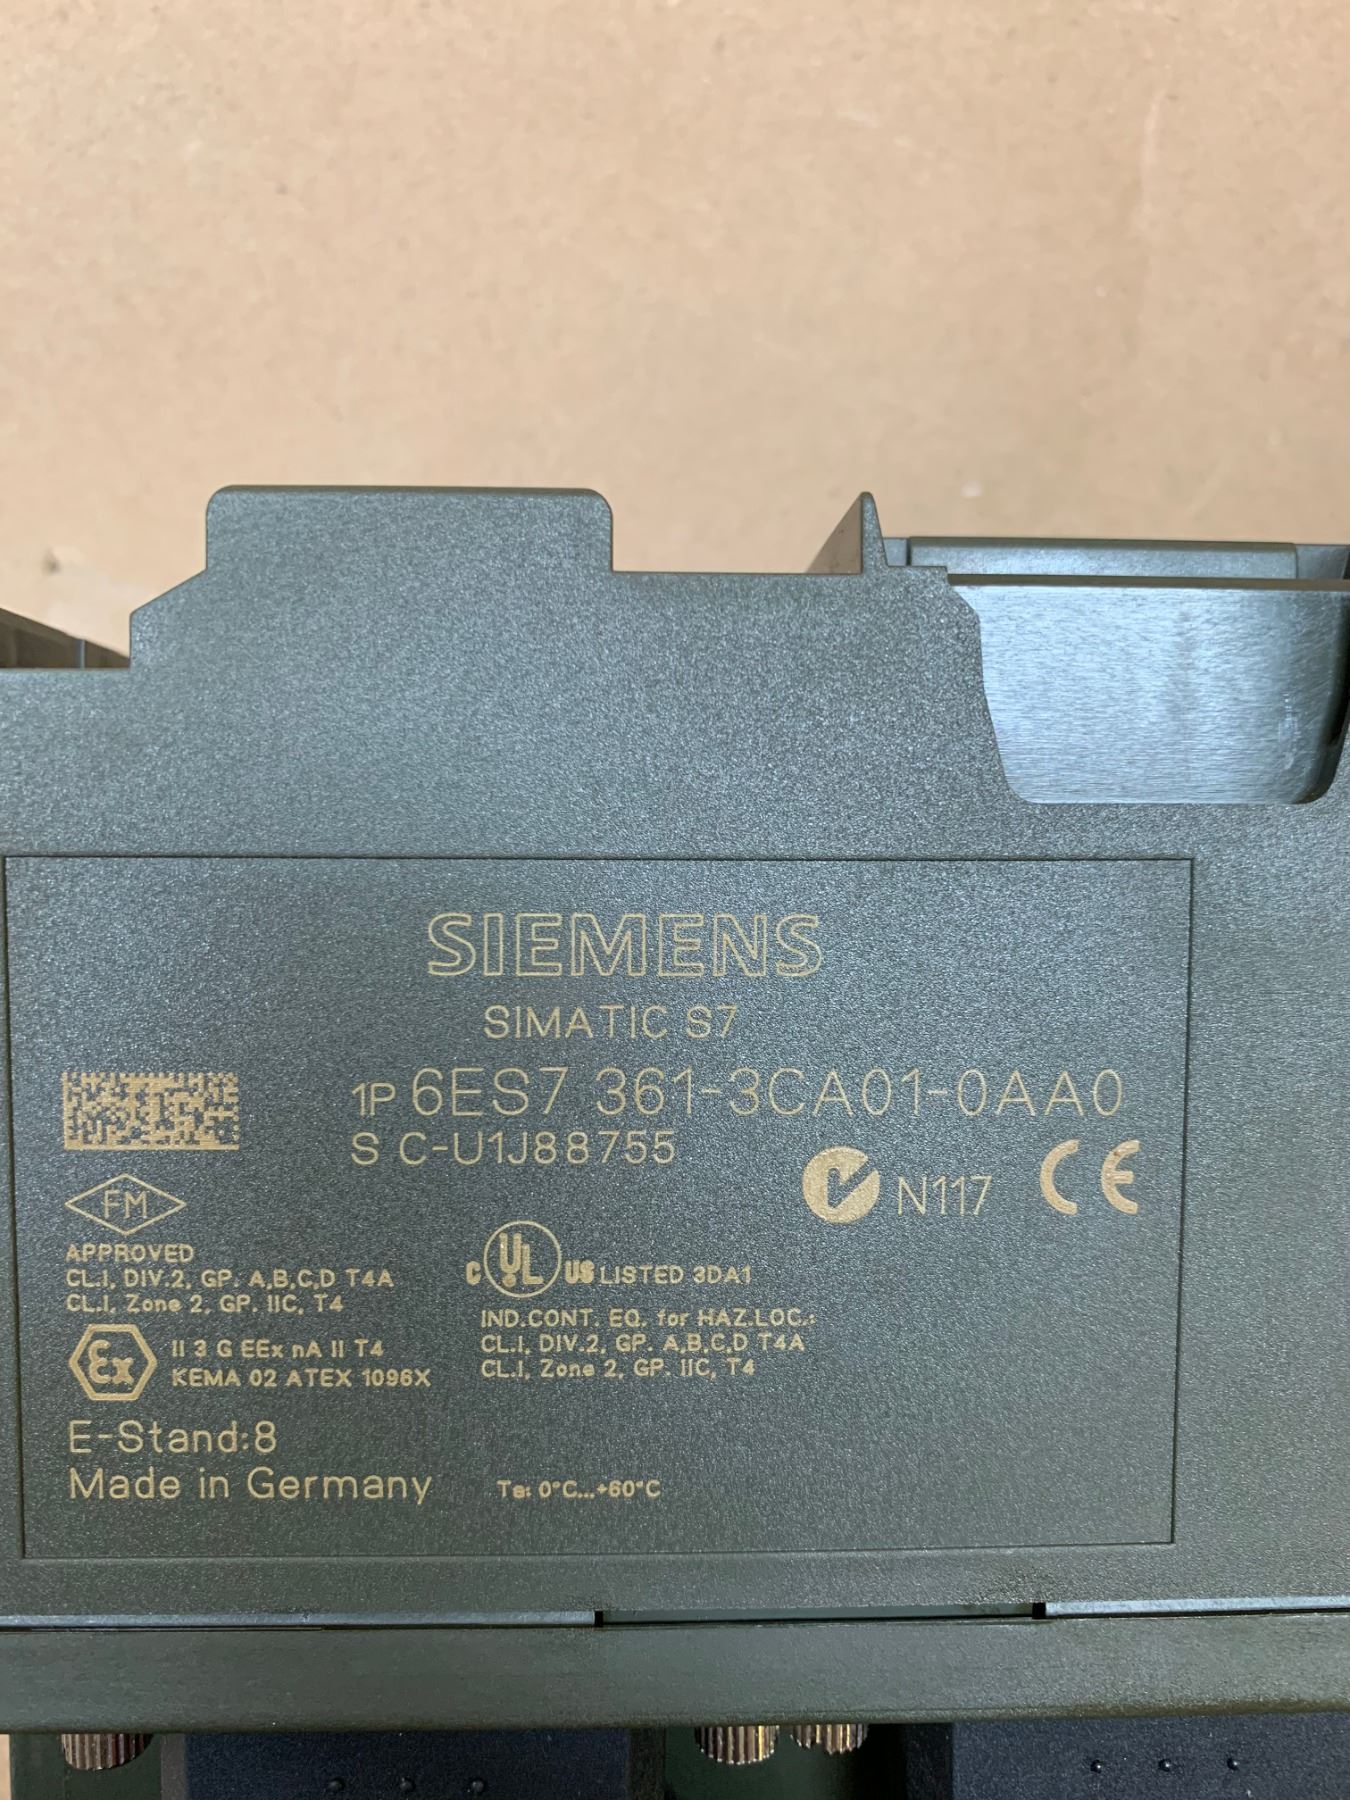 SIEMENS
SIMATIC S7
1P 6ES7 361-3CA01-0AA0
S C-U1J88755
N117 CE
FM
APPROVED
CL.I, DIV.2, GP. A,B,C,D T4A
CL.I, Zone 2, GP. IIC, T4
Ex II 3 G EEx nA II T4
KEMA 02 ATEX 1096X
C UL US LISTED 3DA1
IND.CONT. EQ. for HAZ.LOC.:
CL.I, DIV.2, GP. A,B,C,D T4A
CL.I, Zone 2, GP. IIC, T4
E-Stand:8
Made in Germany
Ta: 0°C...+60°C